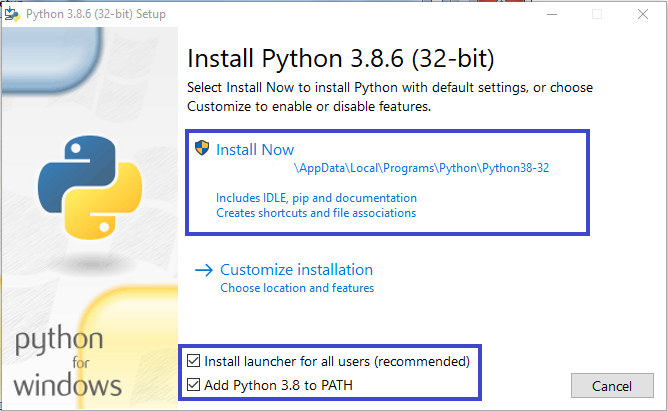 Python 3.8.6 (32-bit) Setup
Install Python 3.8.6 (32-bit)
Select Install Now to install Python with default settings, or choose
Customize to enable or disable features.
Install Now
\AppData\Local\Programs\Python\Python38-32
Includes IDLE, pip and documentation
Creates shortcuts and file associations
Customize installation
Choose location and features
python
for
windows
Install launcher for all users (recommended)
Add Python 3.8 to PATH
Cancel